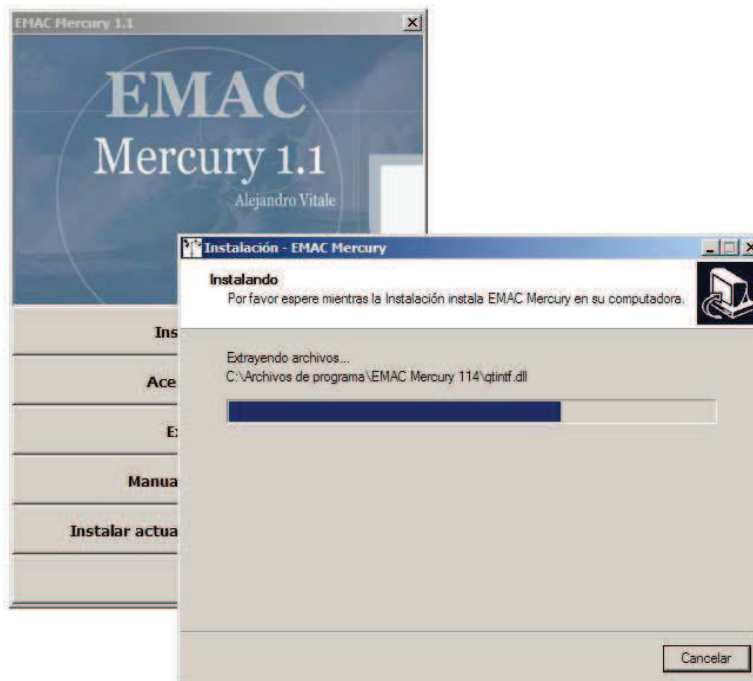 EMAC Mercury 1.1
EMAC
Mercury 1.1
Alejandro Vitale
Ins
Ace
E
Manua
Instalar actua
Instalación - EMAC Mercury
Instalando
Por favor espere mientras la Instalación instala EMAC Mercury en su computadora.
Extrayendo archivos...
C:\Archivos de programa\EMAC Mercury 114\qtintf.dll
Cancelar